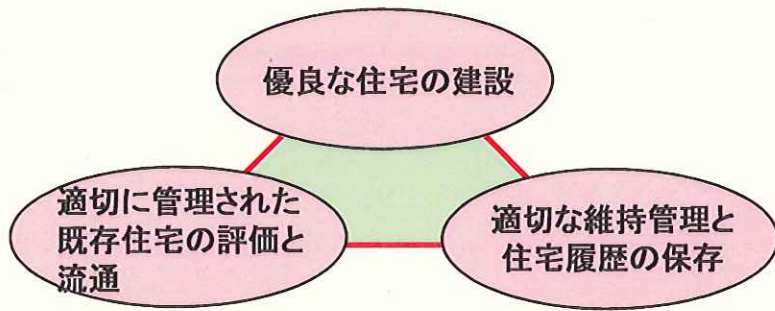 優良な住宅の建設
適切に管理された
既存住宅の評価と
流通
適切な維持管理と
住宅履歴の保存